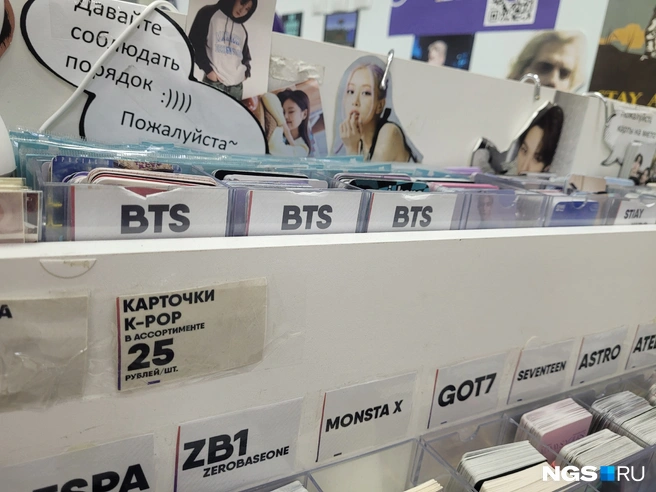 Давайте
соблюдать
порядок :))))
Пожалуйста~
BTS
BTS
BTS
КАРТОЧКИ
K-POP
В АССОРТИМЕНТЕ
25
РУБЛЕЙ/ШТ.
ESPA
ZB1
ZEROBASEONE
MONSTA X
GOT7
SEVENTEEN
ASTRO
NGS RU